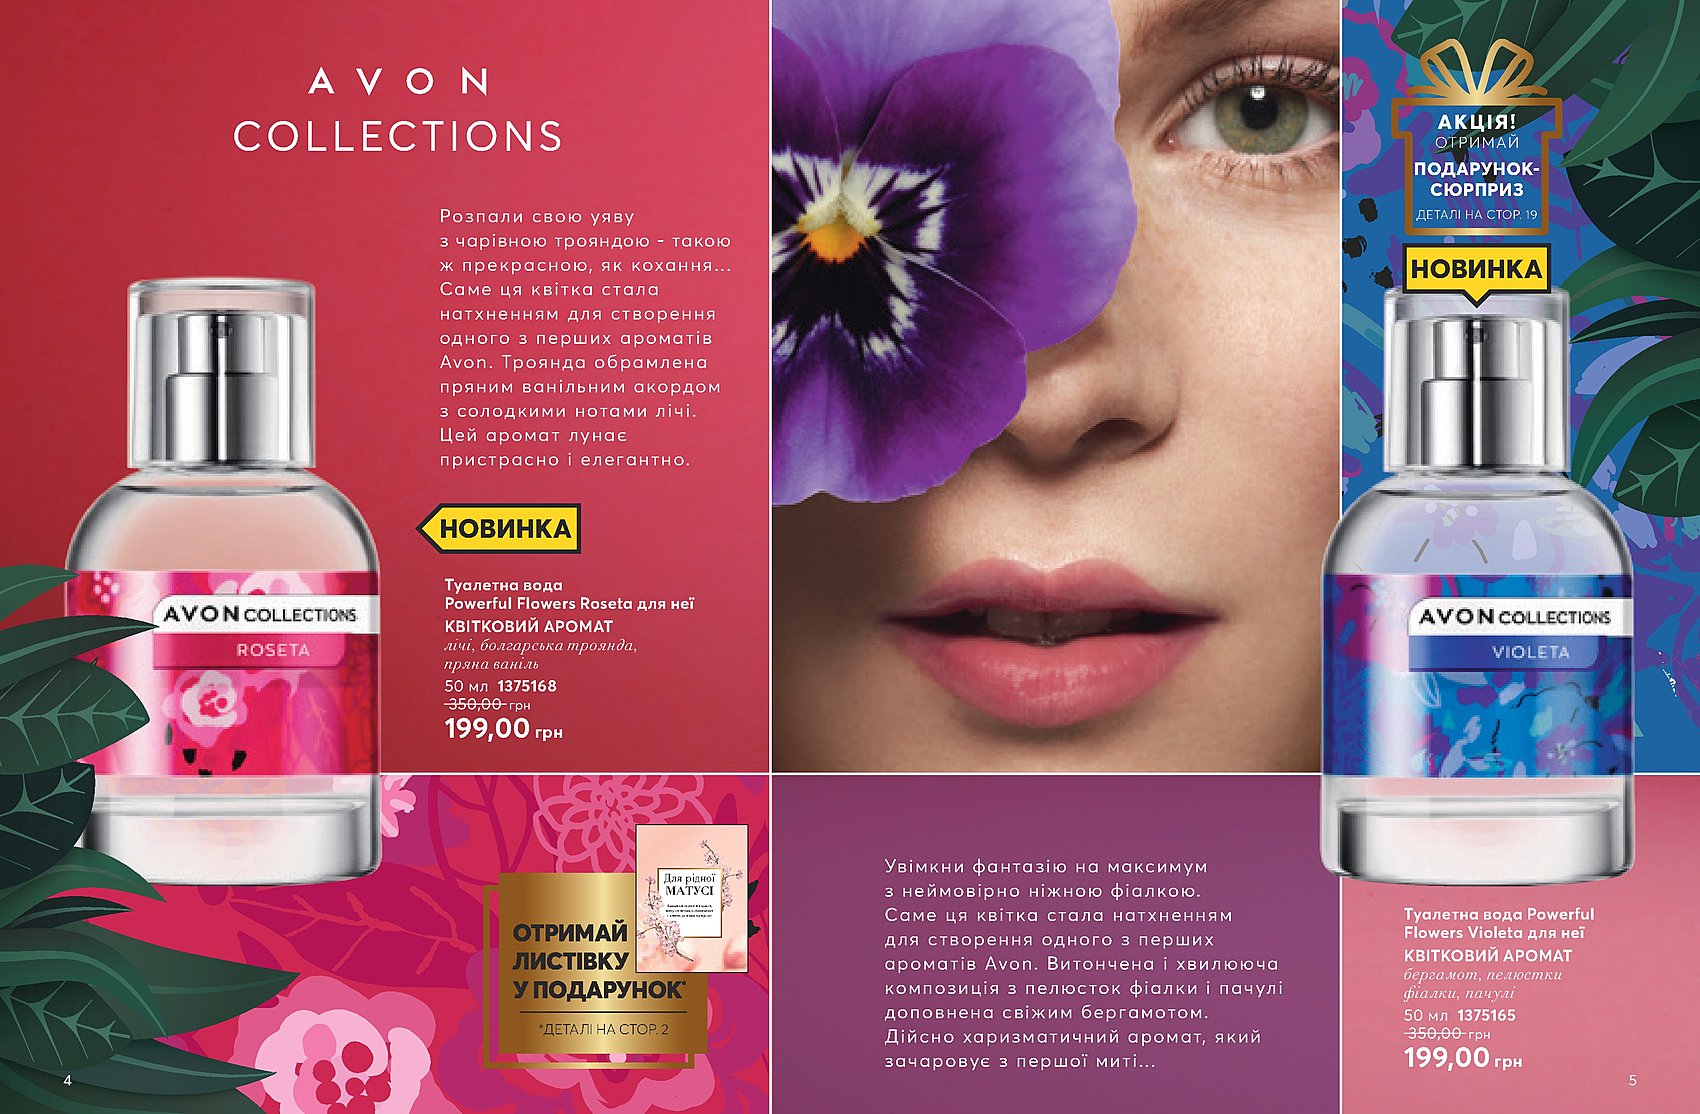 AVON
COLLECTIONS
Розпали свою уяву
з чарівною трояндою - такою
ж прекрасною, як кохання...
Саме ця квітка стала
натхненням для створення
одного з перших ароматів
Avon. Троянда обрамлена
пряним ванільним акордом
з солодкими нотами лічі.
Цей аромат лунає
пристрасно і елегантно.
НОВИНКА
Туалетна вода
Powerful Flowers Roseta для неї
КВІТКОВИЙ АРОМАТ
лічі, болгарська троянда,
пряна ваніль
50 мл 1375168
350,00 грн
199,00 грн
AVON COLLECTIONS
ROSETA
Для рідної
МАТУСІ
ОТРИМАЙ
ЛИСТІВКУ
У ПОДАРУНОК*
*ДЕТАЛІ НА СТОР. 2
4
АКЦІЯ!
ОТРИМАЙ
ПОДАРУНОК-
СЮРПРИЗ
ДЕТАЛІ НА СТОР. 19
НОВИНКА
AVON COLLECTIONS
VIOLETA
Увімкни фантазію на максимум
з неймовірно ніжною фіалкою.
Саме ця квітка стала натхненням
для створення одного з перших
ароматів Avon. Витончена і хвилююча
композиція з пелюсток фіалки і пачулі
доповнена свіжим бергамотом.
Дійсно харизматичний аромат, який
зачаровує з першої миті...
Туалетна вода Powerful
Flowers Violeta для неї
КВІТКОВИЙ АРОМАТ
бергамот, пелюстки
фіалки, пачулі
50 мл 1375165
350,00 грн
199,00 грн
5